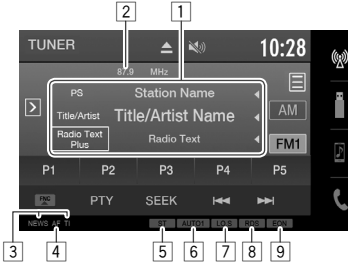 2 1
TUNER 10:28
87.9 MHz
PS Station Name
Title/Artist Title/Artist Name AM
Radio Text Plus Radio Text FM1
P1 P2 P3 P4 P5
FNC PTY SEEK
NEWS AF TI ST AUTO1 LO.S RDS EON
3 4 5 6 7 8 9